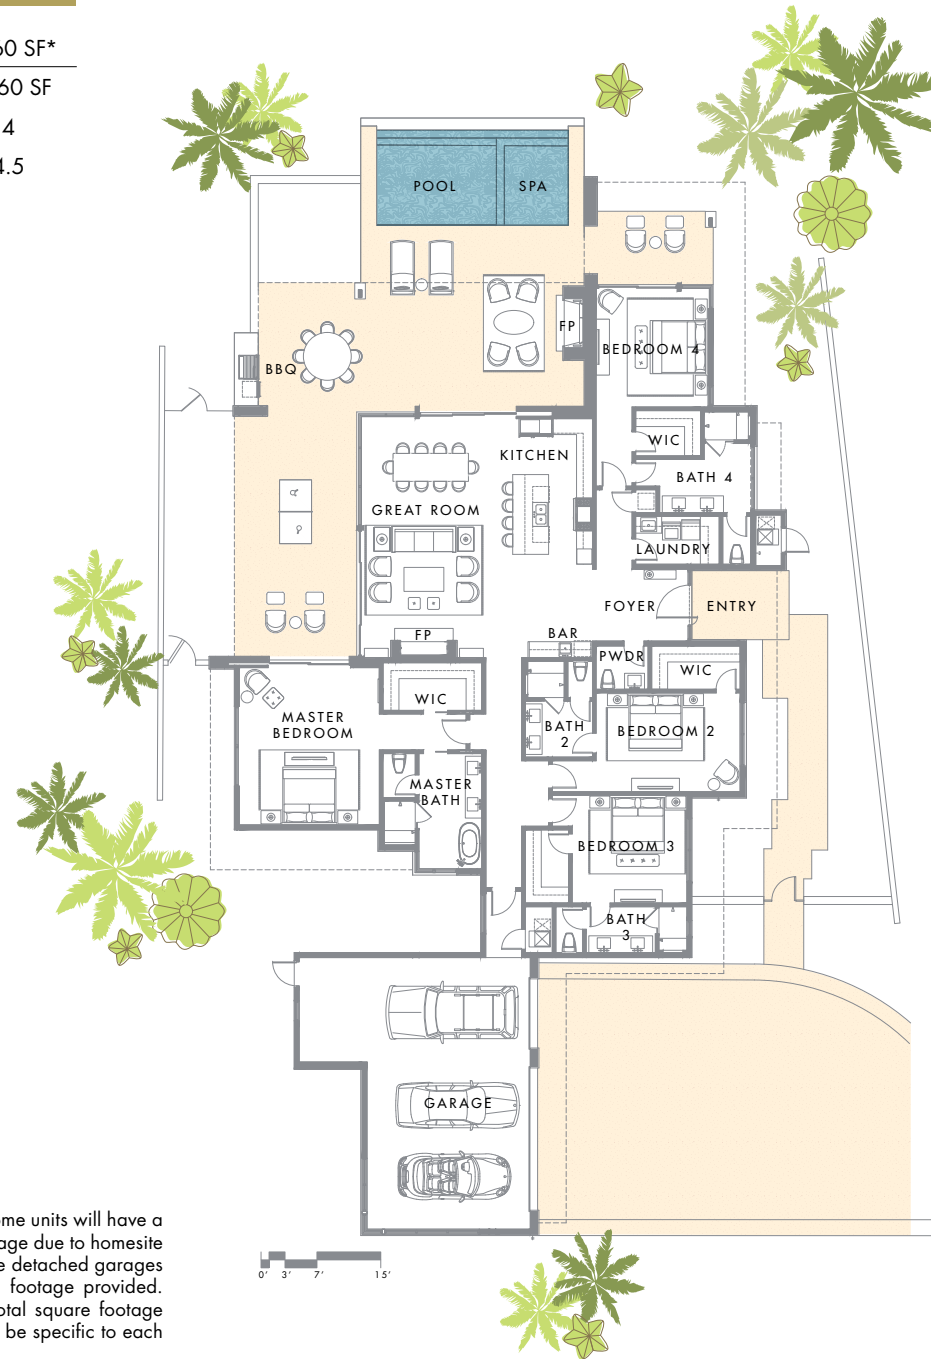 60 SF*
60 SF
4
4.5
POOL
SPA
FP
BEDROOM 4
BBQ
WIC
KITCHEN
BATH 4
GREAT ROOM
LAUNDRY
FOYER
ENTRY
BAR
FP
PWDR
WIC
WIC
MASTER
BEDROOM
BATH
2
BEDROOM 2
MASTER
BATH
BEDROOM 3
BATH
3
GARAGE
ome units will have a
age due to homesite
e detached garages
footage provided.
otal square footage
be specific to each
0' 3' 7' 15'